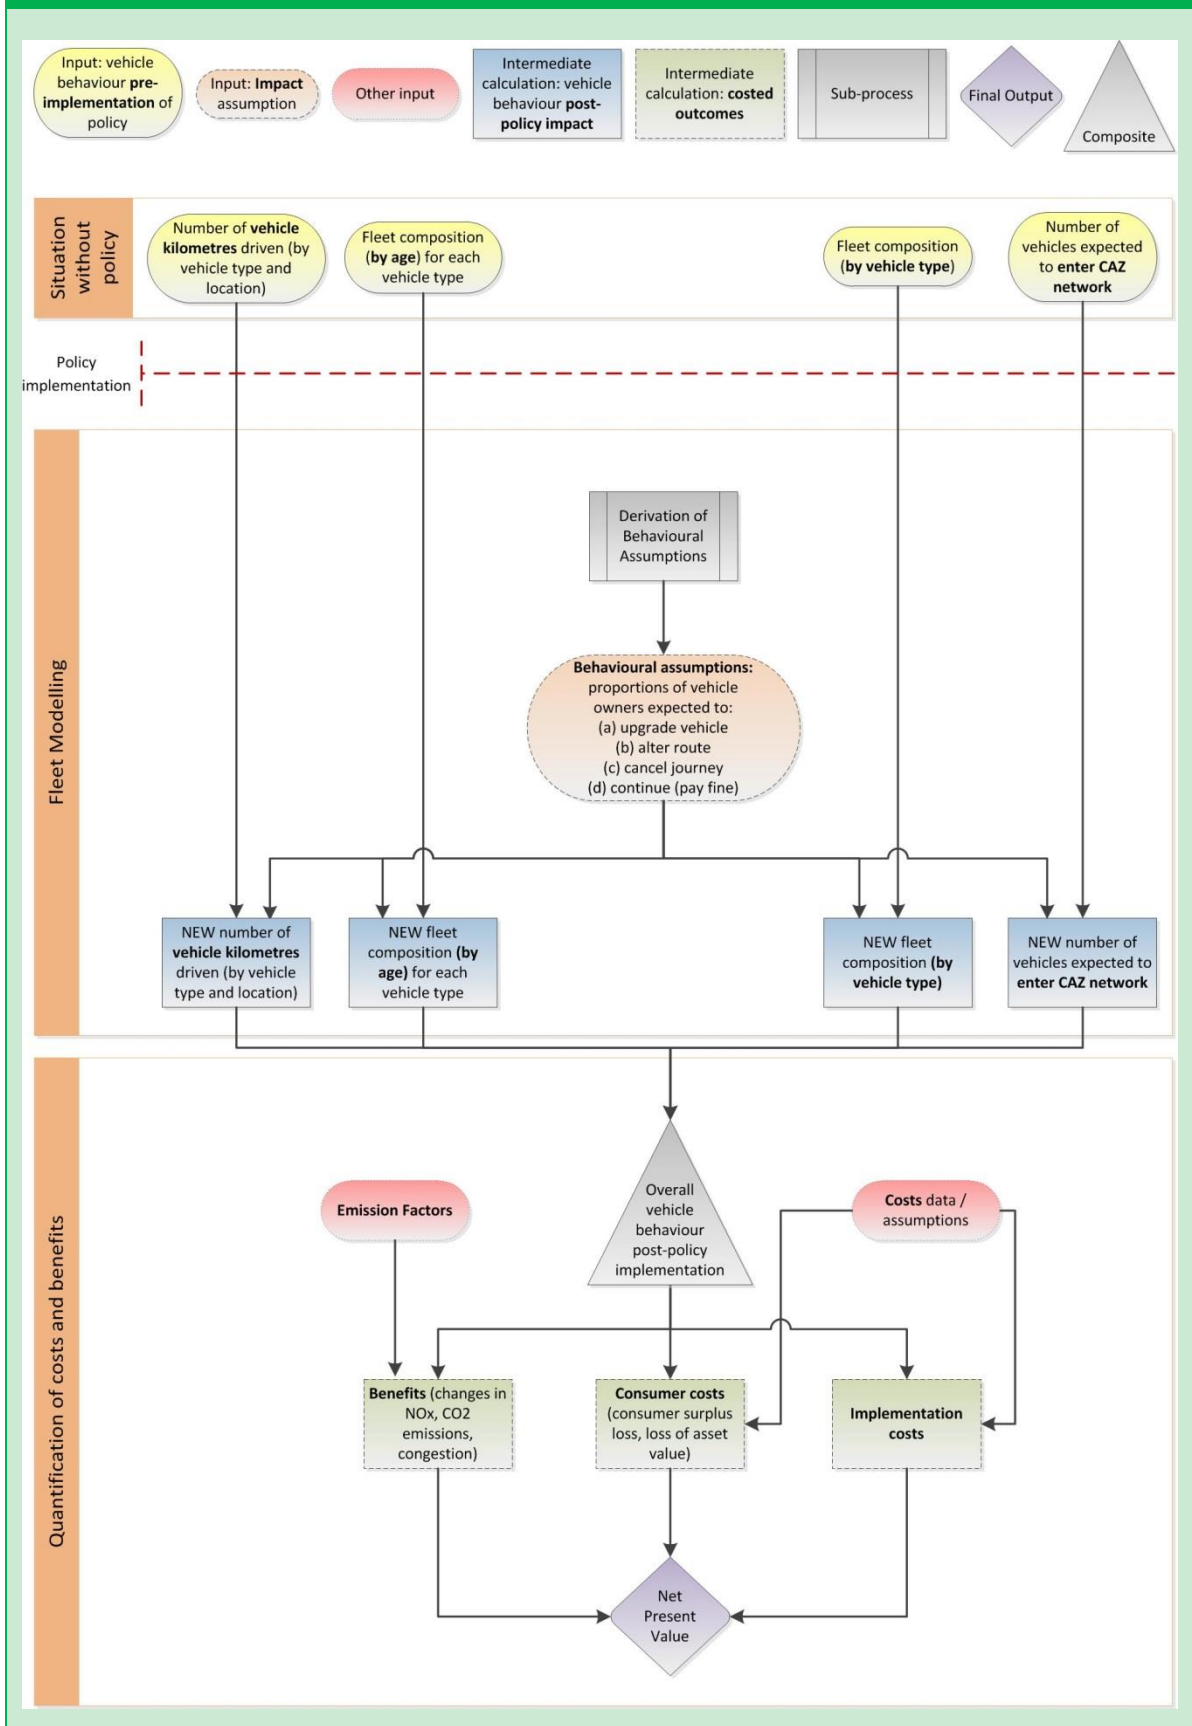 Input: vehicle
behaviour pre-
implementation of
policy
Input: Impact
assumption
Other input
Intermediate
calculation: vehicle
behaviour post-
policy impact
Intermediate
calculation: costed
outcomes
Sub-process
Final Output
Composite
Situation
without
policy
Number of vehicle
kilometres driven (by
vehicle type and
location)
Fleet composition
(by age) for each
vehicle type
Fleet composition
(by vehicle type)
Number of
vehicles expected
to enter CAZ
network
Policy
implementation
Fleet Modelling
Derivation of
Behavioural
Assumptions
Behavioural assumptions:
proportions of vehicle
owners expected to:
(a) upgrade vehicle
(b) alter route
(c) cancel journey
(d) continue (pay fine)
NEW number of
vehicle kilometres
driven (by vehicle
type and location)
NEW fleet
composition (by
age) for each
vehicle type
NEW fleet
composition (by
vehicle type)
NEW number of
vehicles expected to
enter CAZ network
Quantification of costs and benefits
Emission Factors
Overall
vehicle
behaviour
post-policy
implementation
Costs data /
assumptions
Benefits (changes in
NOx, CO2
emissions,
congestion)
Consumer costs
(consumer surplus
loss, loss of asset
value)
Implementation
costs
Net
Present
Value